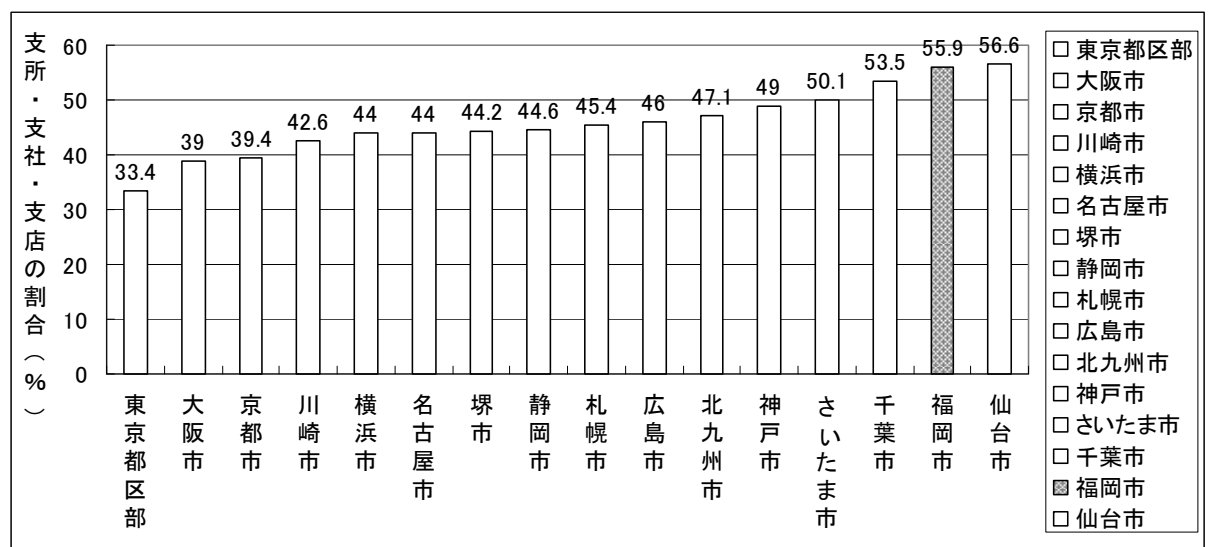 支所・支社・支店の割合（％）
60
50
40
30
20
10
0
33.4
39
39.4
42.6
44
44
44.2
44.6
45.4
46
47.1
49
50.1
53.5
55.9
56.6
東京都区部
大阪市
京都市
川崎市
横浜市
名古屋市
堺市
静岡市
札幌市
広島市
北九州市
神戸市
さいたま市
千葉市
福岡市
仙台市
東京都区部
大阪市
京都市
川崎市
横浜市
名古屋市
堺市
静岡市
札幌市
広島市
北九州市
神戸市
さいたま市
千葉市
福岡市
仙台市